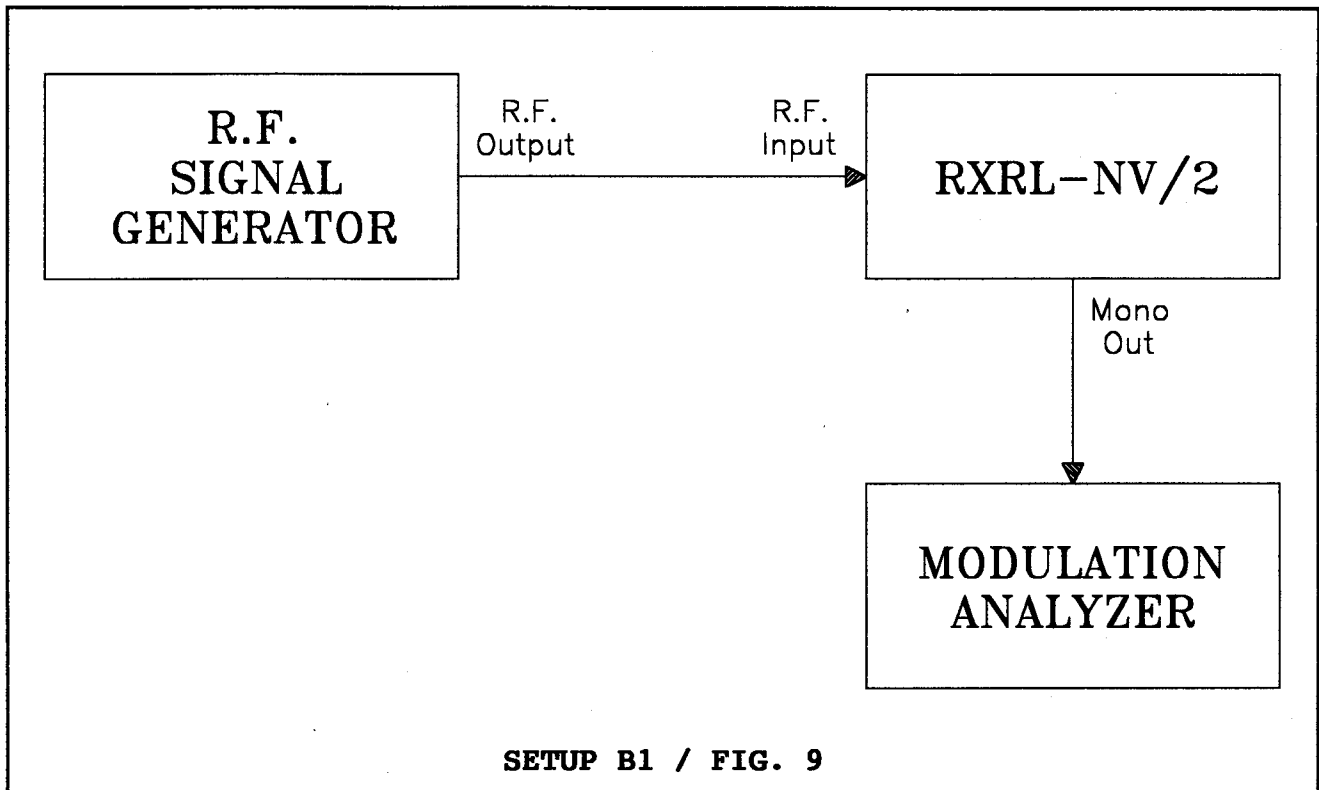 R.F.
SIGNAL
GENERATOR
R.F.
Output
R.F.
Input
RXRL-NV/2
Mono
Out
MODULATION
ANALYZER
SETUP B1 / FIG. 9